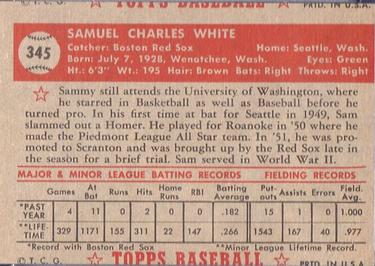 © T. C. G. TOPPS BASEBALL PRTD. IN U.S.A.
345
SAMUEL CHARLES WHITE
Catcher: Boston Red Sox Home: Seattle, Wash.
Born: July 7, 1928, Wenatchee, Wash. Eyes: Green
Ht.: 6'3" Wt.: 195 Hair: Brown Bats: Right Throws: Right
Sammy still attends the University of Washington, where
he starred in Basketball as well as Baseball before he
turned pro. In his first time at bat for Seattle in 1949, Sam
slammed out a Homer. He played for Roanoke in '50 where he
made the Piedmont League All Star team. In '51, he was pro-
moted to Scranton and was brought up by the Red Sox late in
the season for a brief trial. Sam served in World War II.
MAJOR & MINOR LEAGUE BATTING RECORDS FIELDING RECORDS
Games At Bat Runs Hits Home Runs RBI Batting Average Put-outs Assists Errors Field. Avg.
*PAST YEAR 4 11 0 2 0 0 .182 15 1 0 1.000
**LIFE-TIME 329 1171 155 311 22 147 .266 1543 167 40 .977
*Record with Boston Red Sox **Minor League Lifetime Record.
© T. C. G. TOPPS BASEBALL PRTD. IN U.S.A.